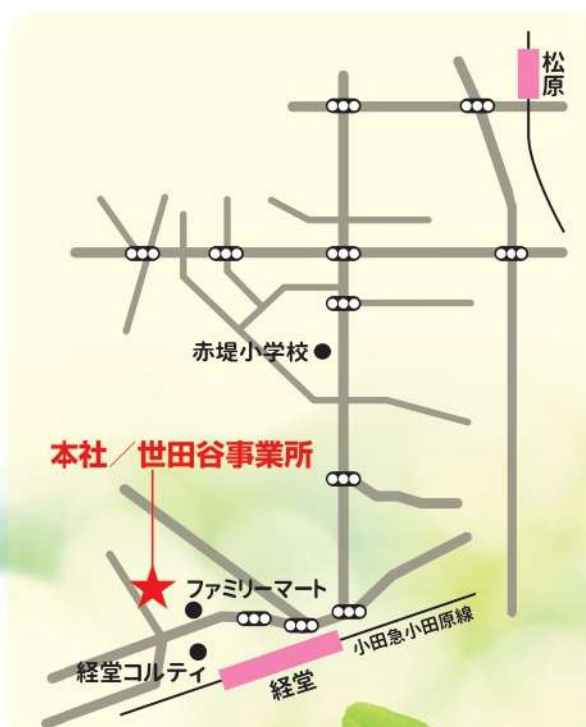 松原
赤堤小学校
本社／世田谷事業所
ファミリーマート
小田急小田原線
経堂コルティ
経堂